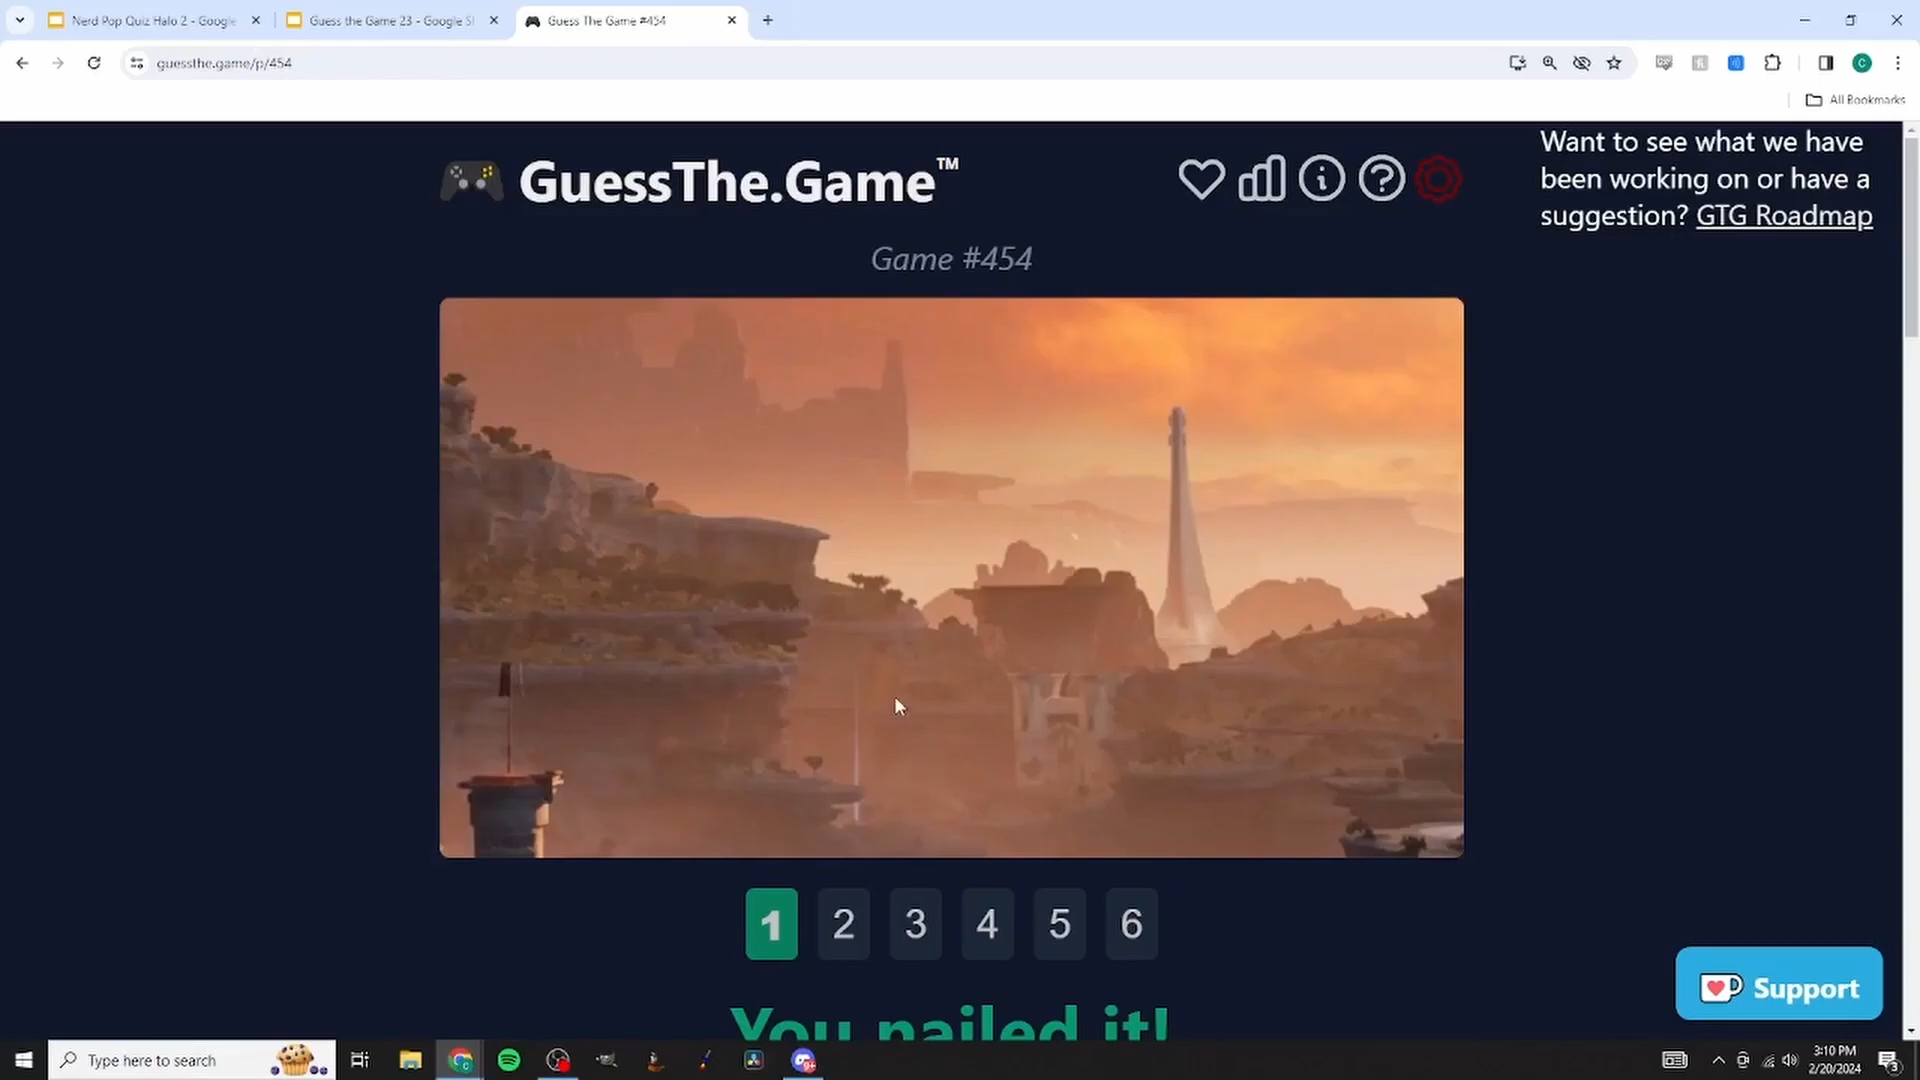 Nerd Pop Quiz Halo 2 - Google
Guess the Game 23 - Google Sl
Guess The Game #454
guessthe.game/p/454
All Bookmarks
GuessThe.Game™
Want to see what we have
been working on or have a
suggestion? GTG Roadmap
Game #454
1 2 3 4 5 6
Support
You nailed it!
Type here to search
3:10 PM
2/20/2024